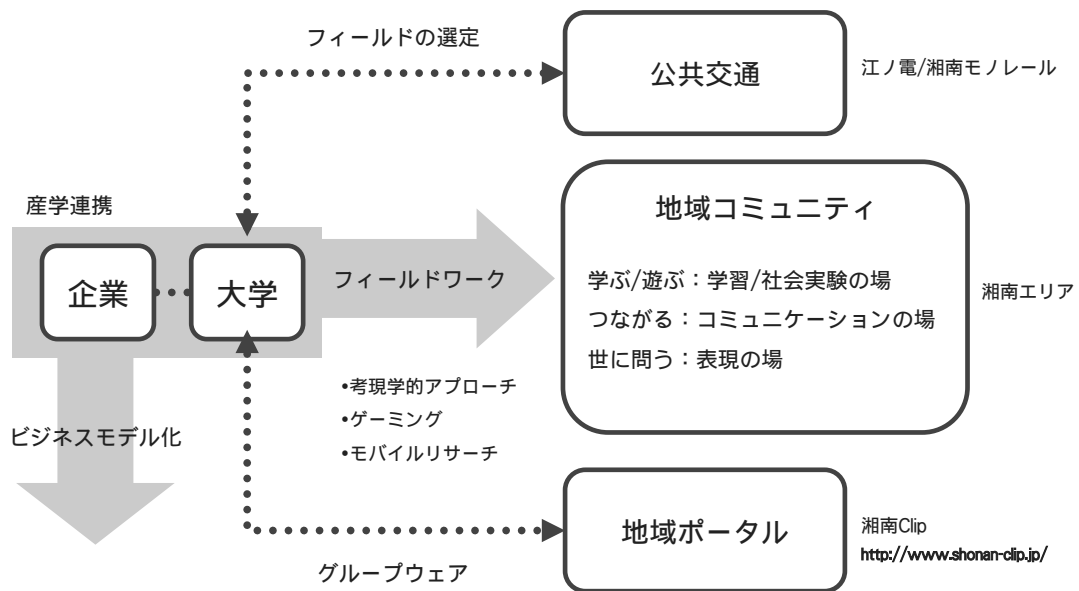 フィールドの選定
公共交通
江ノ電/湘南モノレール
産学連携
企業
大学
フィールドワーク
地域コミュニティ
学ぶ/遊ぶ：学習/社会実験の場
つながる：コミュニケーションの場
世に問う：表現の場
湘南エリア
•考現学的アプローチ
•ゲーミング
•モバイルリサーチ
ビジネスモデル化
地域ポータル
湘南Clip
http://www.shonan-clip.jp/
グループウェア